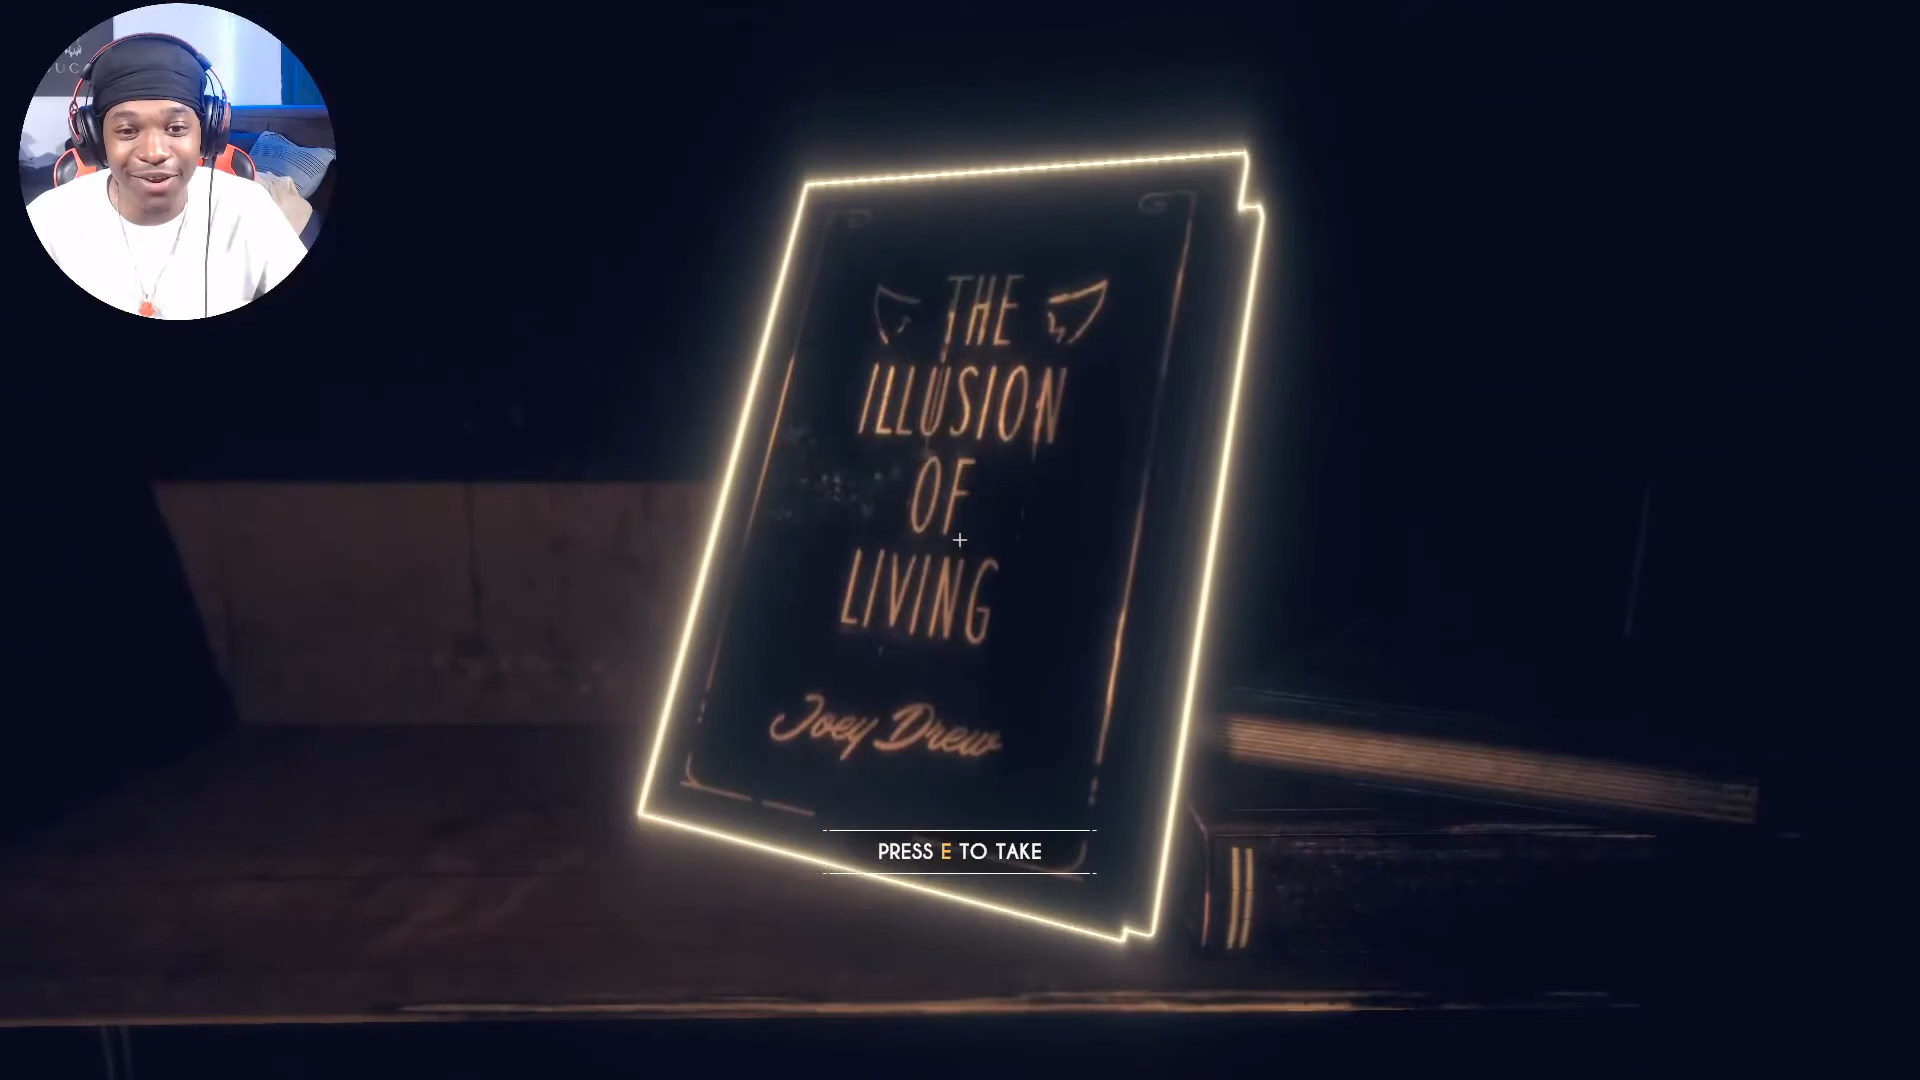 THE
ILLUSION
OF
LIVING
Joey Drew
PRESS E TO TAKE